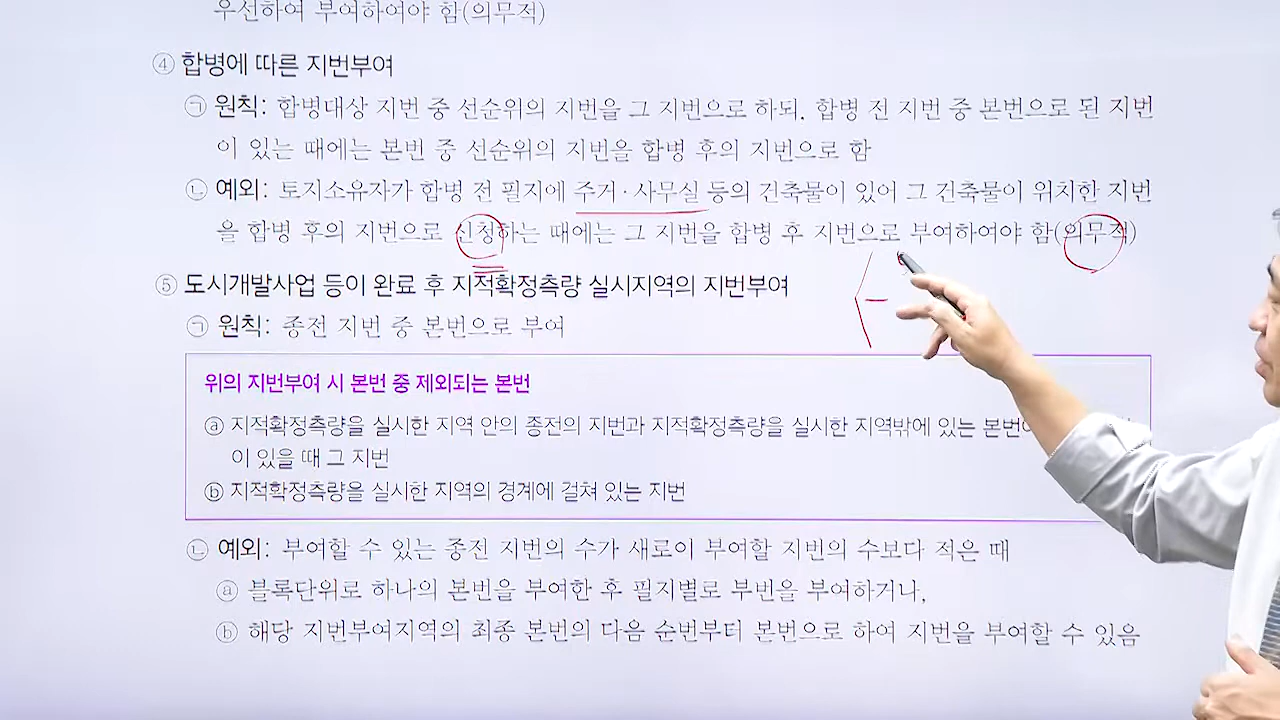 우선하여 부여하여야 함(의무적)
④ 합병에 따른 지번부여
㉠ 원칙: 합병대상 지번 중 선순위의 지번을 그 지번으로 하되, 합병 전 지번 중 본번으로 된 지번
이 있는 때에는 본번 중 선순위의 지번을 합병 후의 지번으로 함
㉡ 예외: 토지소유자가 합병 전 필지에 주거·사무실 등의 건축물이 있어 그 건축물이 위치한 지번
을 합병 후의 지번으로 신청하는 때에는 그 지번을 합병 후 지번으로 부여하여야 함(의무적)
⑤ 도시개발사업 등이 완료 후 지적확정측량 실시지역의 지번부여
㉠ 원칙: 종전 지번 중 본번으로 부여
위의 지번부여 시 본번 중 제외되는 본번
ⓐ 지적확정측량을 실시한 지역 안의 종전의 지번과 지적확정측량을 실시한 지역밖에 있는
이 있을 때 그 지번
ⓑ 지적확정측량을 실시한 지역의 경계에 걸쳐 있는 지번
㉡ 예외: 부여할 수 있는 종전 지번의 수가 새로이 부여할 지번의 수보다 적은 때
ⓐ 블록단위로 하나의 본번을 부여한 후 필지별로 부번을 부여하거나,
ⓑ 해당 지번부여지역의 최종 본번의 다음 순번부터 본번으로 하여 지번을 부여할 수 있음